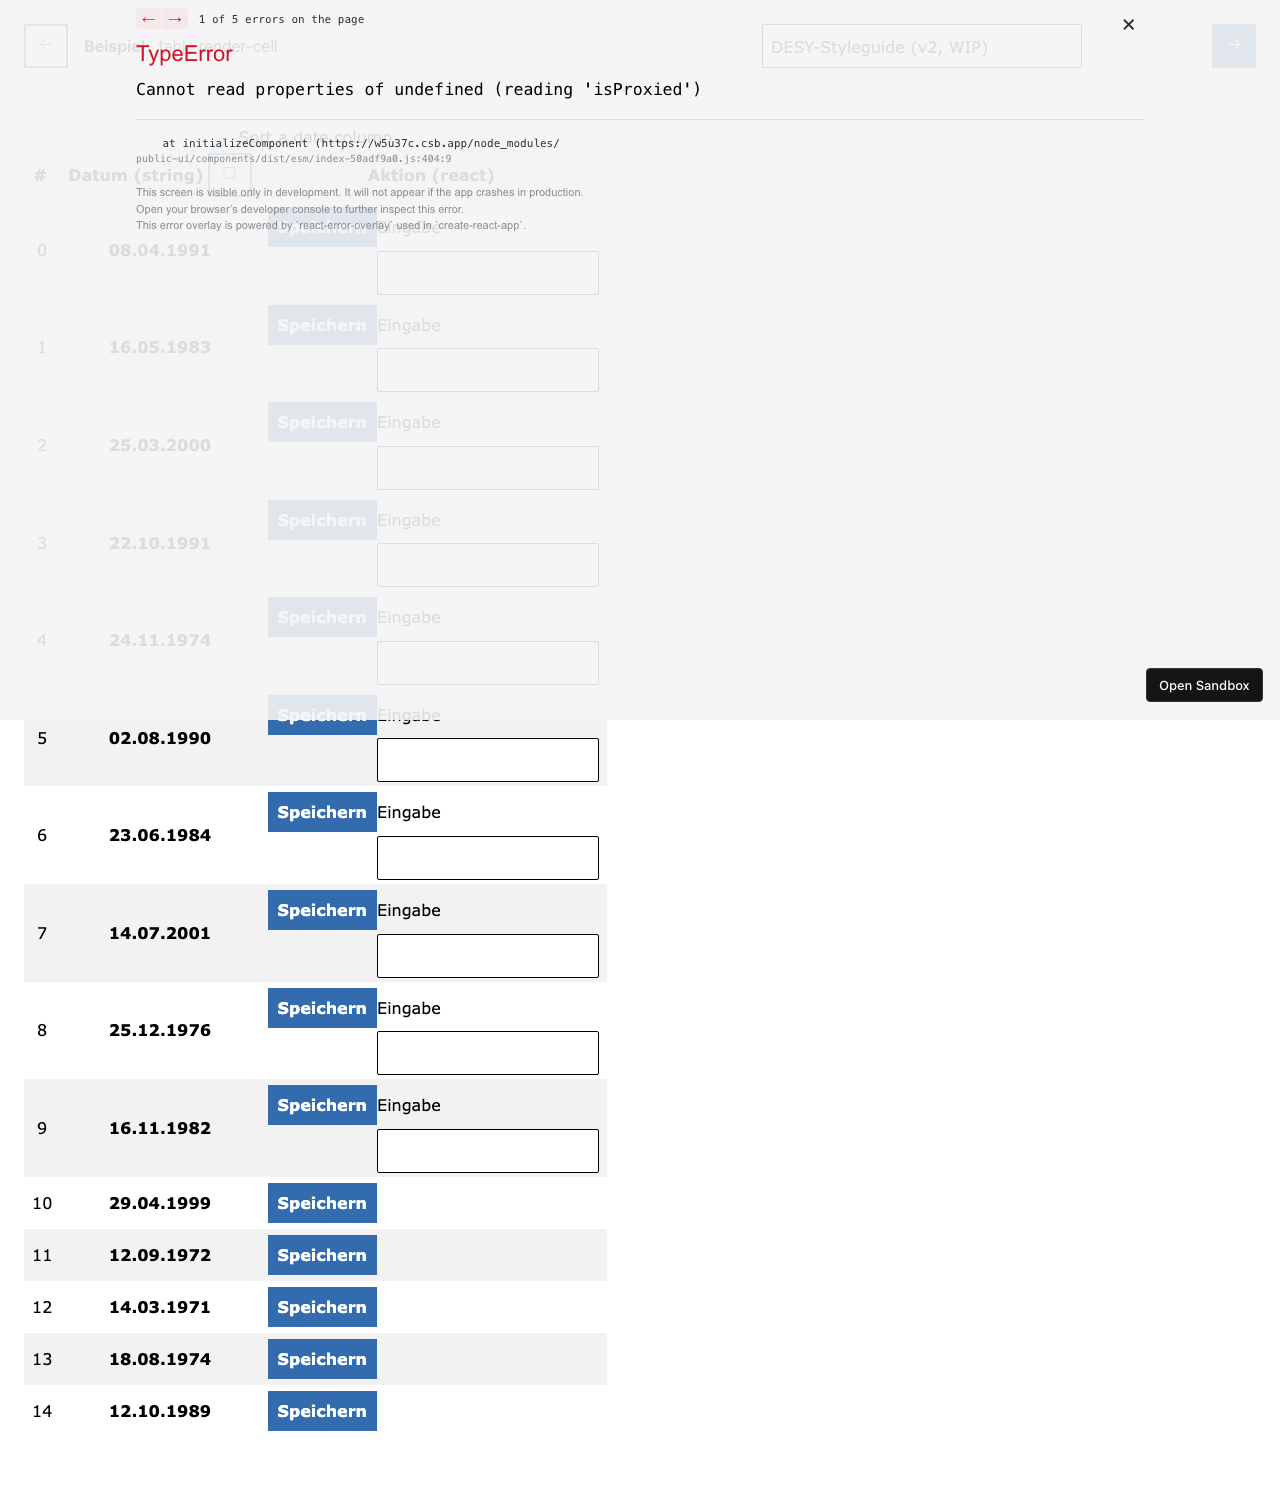 ← → 1 of 5 errors on the page
✕
← Beispiel table render-cell DESY-Styleguide (v2, WIP) →
TypeError
Cannot read properties of undefined (reading 'isProxied')
Sort a date column
at initializeComponent (https://w5u37c.csb.app/node_modules/
public-ui/components/dist/esm/index-50adf9a0.js:404:9
# Datum (string) Aktion (react)
This screen is visible only in development. It will not appear if the app crashes in production.
Open your browser’s developer console to further inspect this error.
This error overlay is powered by `react-error-overlay` used in `create-react-app`.
0 08.04.1991 Speichern Eingabe
1 16.05.1983 Speichern Eingabe
2 25.03.2000 Speichern Eingabe
3 22.10.1991 Speichern Eingabe
4 24.11.1974 Speichern Eingabe
Open Sandbox
5 02.08.1990 Speichern Eingabe
6 23.06.1984 Speichern Eingabe
7 14.07.2001 Speichern Eingabe
8 25.12.1976 Speichern Eingabe
9 16.11.1982 Speichern Eingabe
10 29.04.1999 Speichern
11 12.09.1972 Speichern
12 14.03.1971 Speichern
13 18.08.1974 Speichern
14 12.10.1989 Speichern